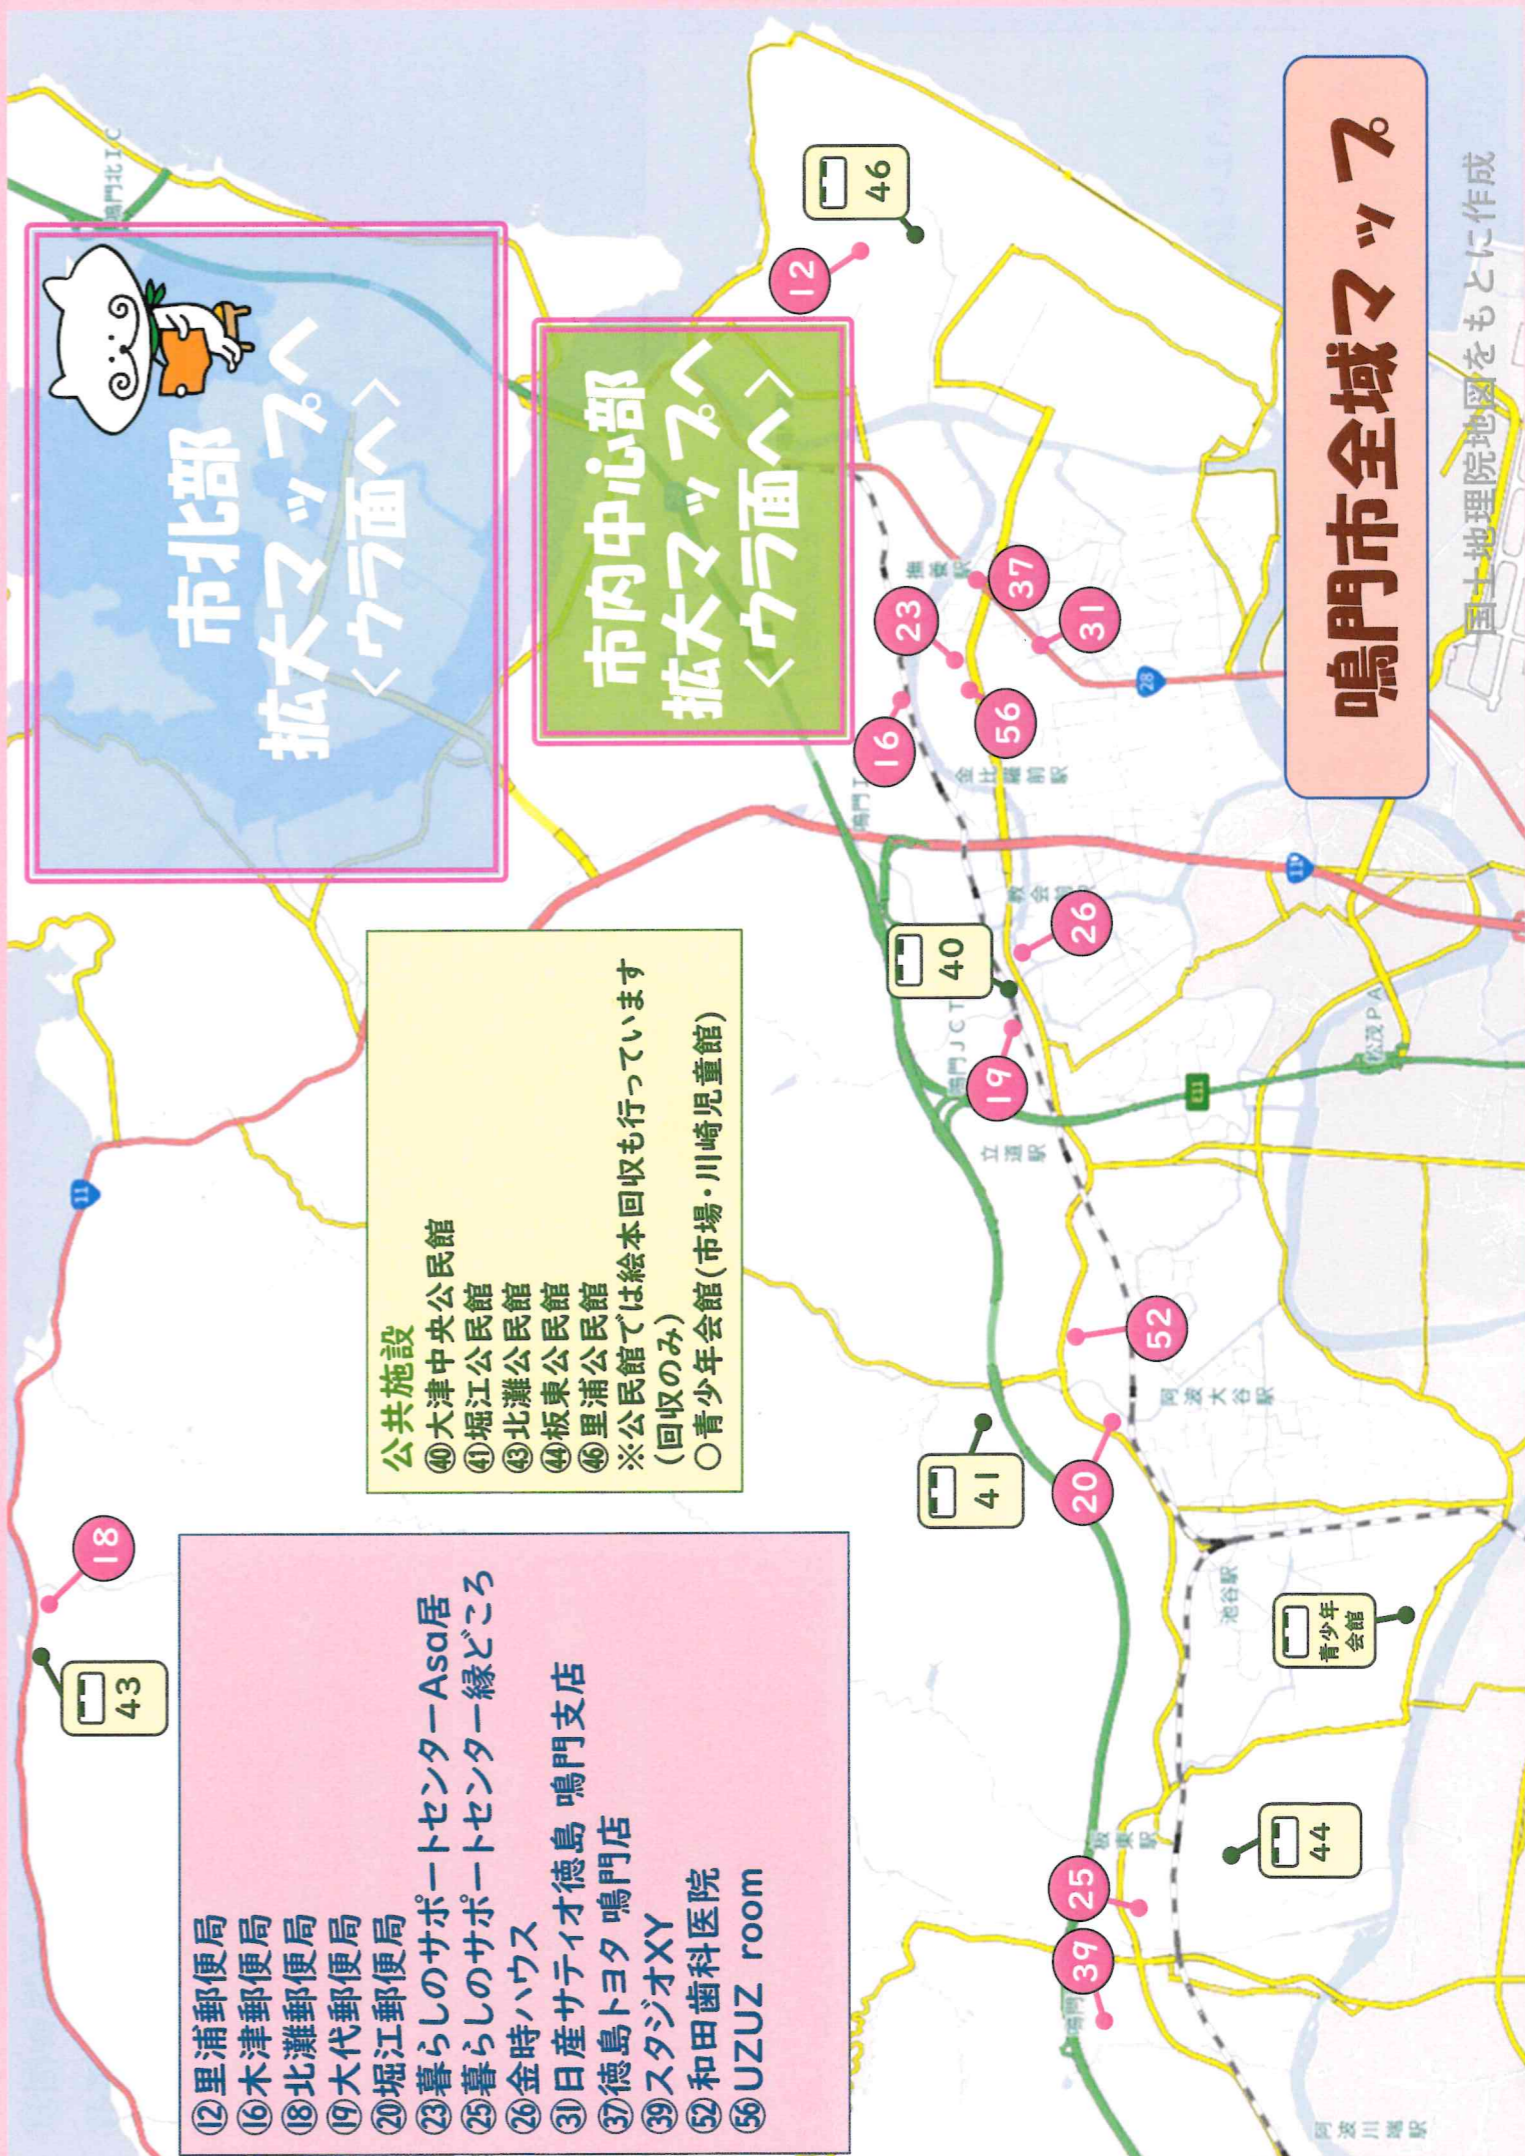 鳴門市全域マップ
国土地理院地図をもとに作成
市北部
拡大マップへ
<ウラ面へ>
市内中心部
拡大マップへ
<ウラ面へ>
公共施設
㊵大津中央公民館
㊶堀江公民館
㊸北灘公民館
㊹板東公民館
㊻里浦公民館
※公民館では絵本回収も行っています
(回収のみ)
○青少年会館(市場・川崎児童館)
⑫里浦郵便局
⑯木津郵便局
⑱北灘郵便局
⑲大代郵便局
⑳堀江郵便局
㉓暮らしのサポートセンターAsa居
㉕暮らしのサポートセンター縁どころ
㉖金時ハウス
㉛日産サティオ徳島 鳴門支店
㊲徳島トヨタ 鳴門店
㊴スタジオXY
52和田歯科医院
56UZUZ room
鳴門北IC
46
12
撫養駅
37
23
31
28
16
56
金比羅前駅
11
26
40
鳴門JCT
19
松茂PA
E11
立道駅
11
52
阿波大谷駅
41
20
18
43
池谷駅
青少年
会館
44
板東駅
25
39
阿波川端駅